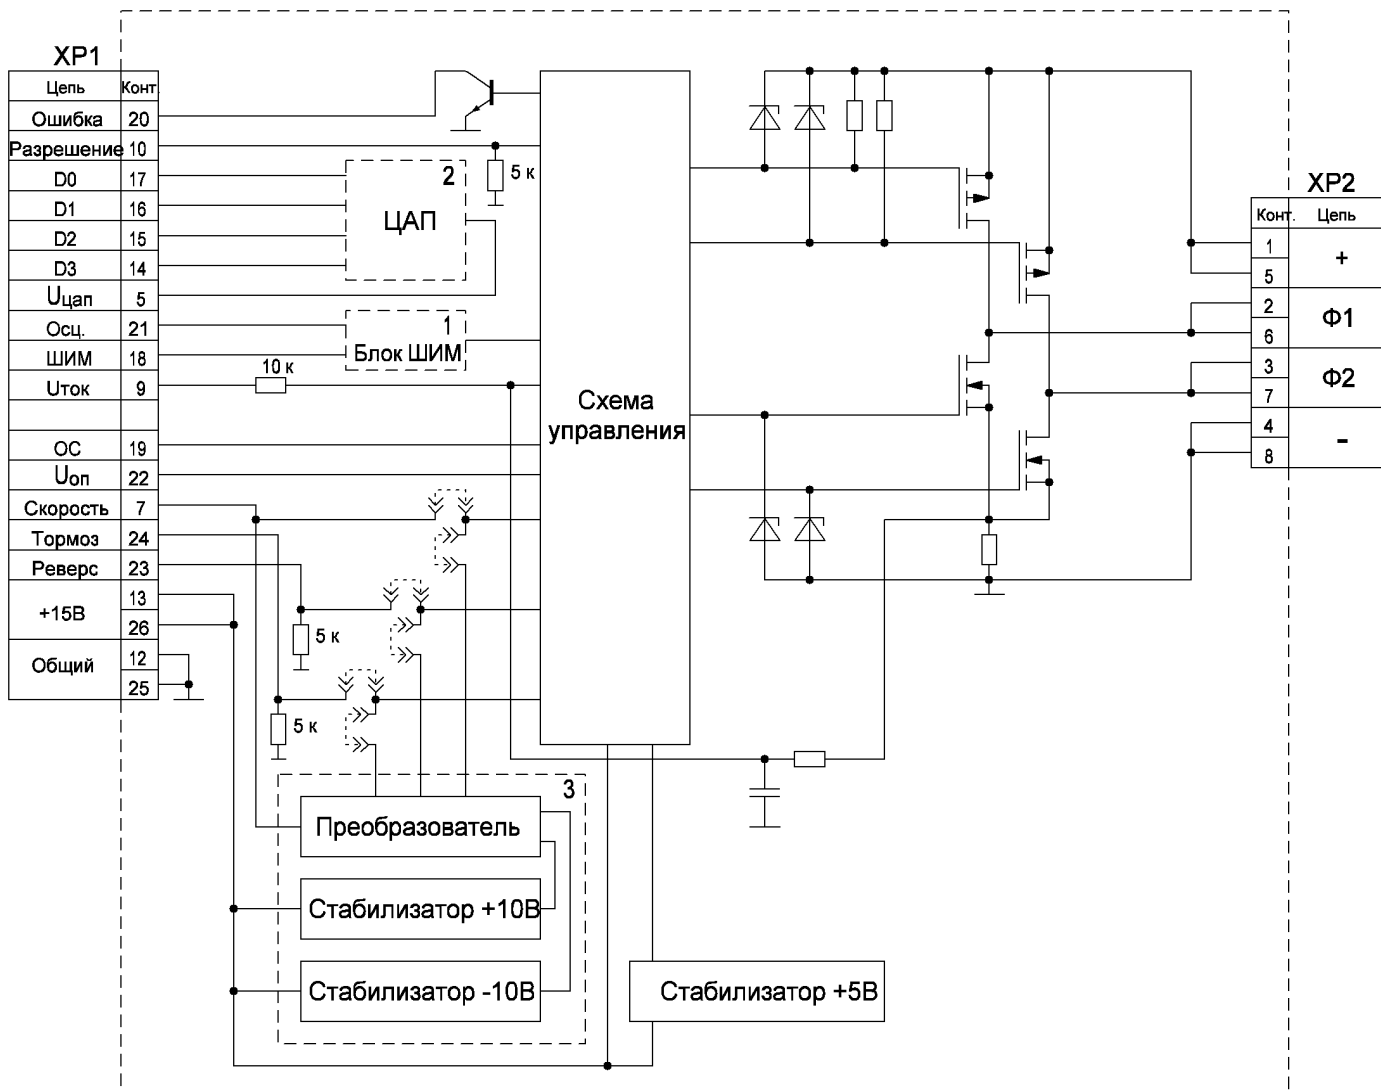 XP1
Цепь Конт.
Ошибка 20
Разрешение 10
D0 17
D1 16
D2 15
D3 14
Uцап 5
Осц. 21
ШИМ 18
Uток 9
ОС 19
Uоп 22
Скорость 7
Тормоз 24
Реверс 23
+15В
13
26
Общий
12
25
5 к
2
ЦАП
1
Блок ШИМ
10 к
Схема
управления
5 к
5 к
3
Преобразователь
Стабилизатор +10В
Стабилизатор -10В
Стабилизатор +5В
XP2
Конт. Цепь
1
5
+
2
6
Ф1
3
7
Ф2
4
8
-